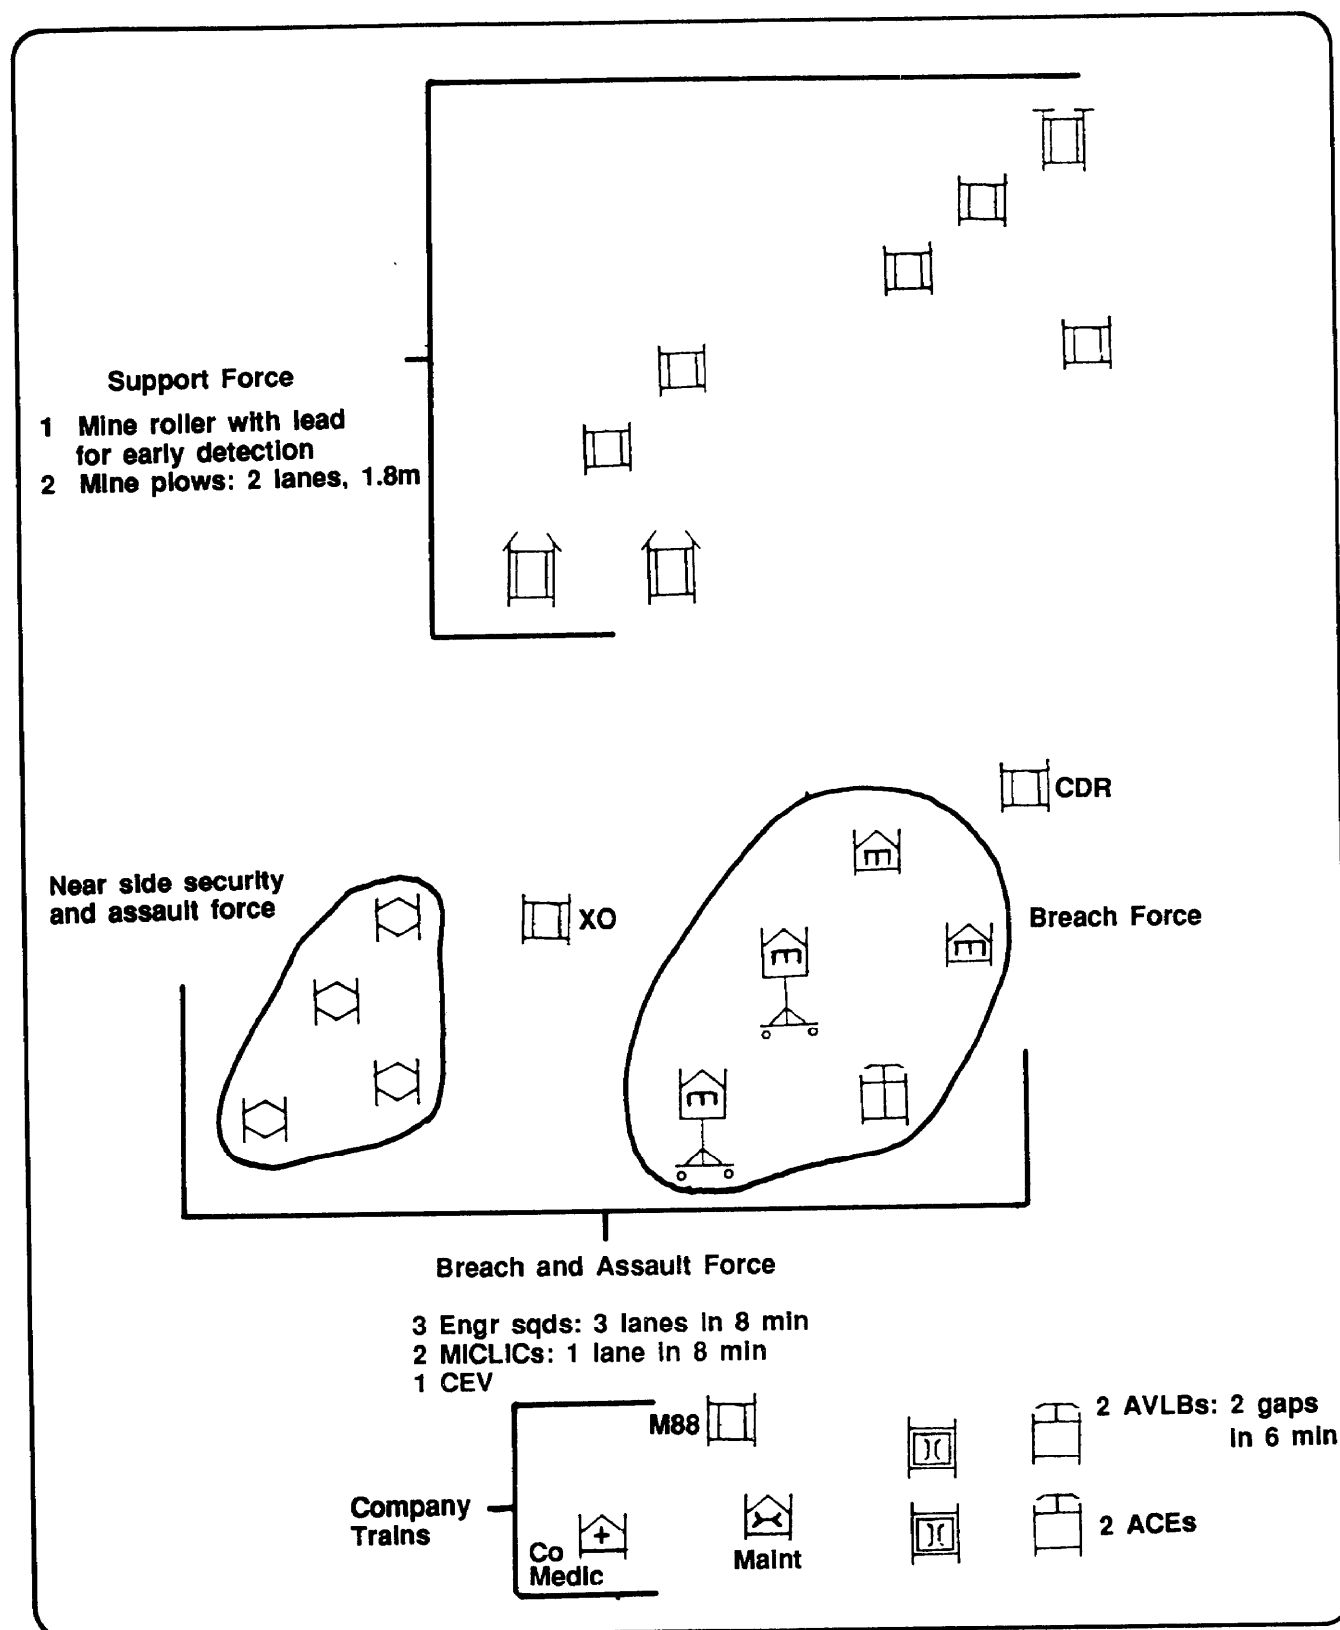 Support Force
1 Mine roller with lead
for early detection
2 Mine plows: 2 lanes, 1.8m
CDR
Near side security
and assault force
XO
Breach Force
E
E
E
E
Breach and Assault Force
3 Engr sqds: 3 lanes in 8 min
2 MICLICs: 1 lane in 8 min
1 CEV
M88
2 AVLBs: 2 gaps
in 6 min
Company
Trains
Co
Medic
Maint
2 ACEs